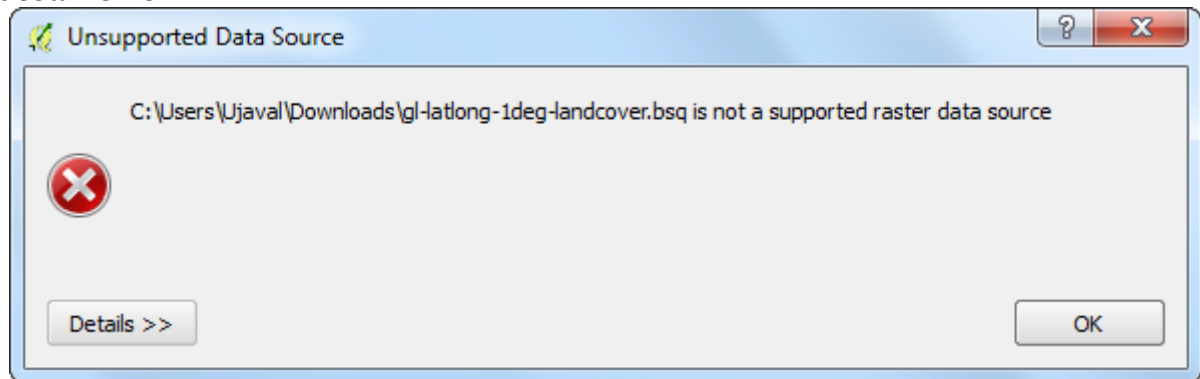 Unsupported Data Source
C:\Users\Ujaval\Downloads\gl-latlong-1deg-landcover.bsq is not a supported raster data source
Details >>
OK